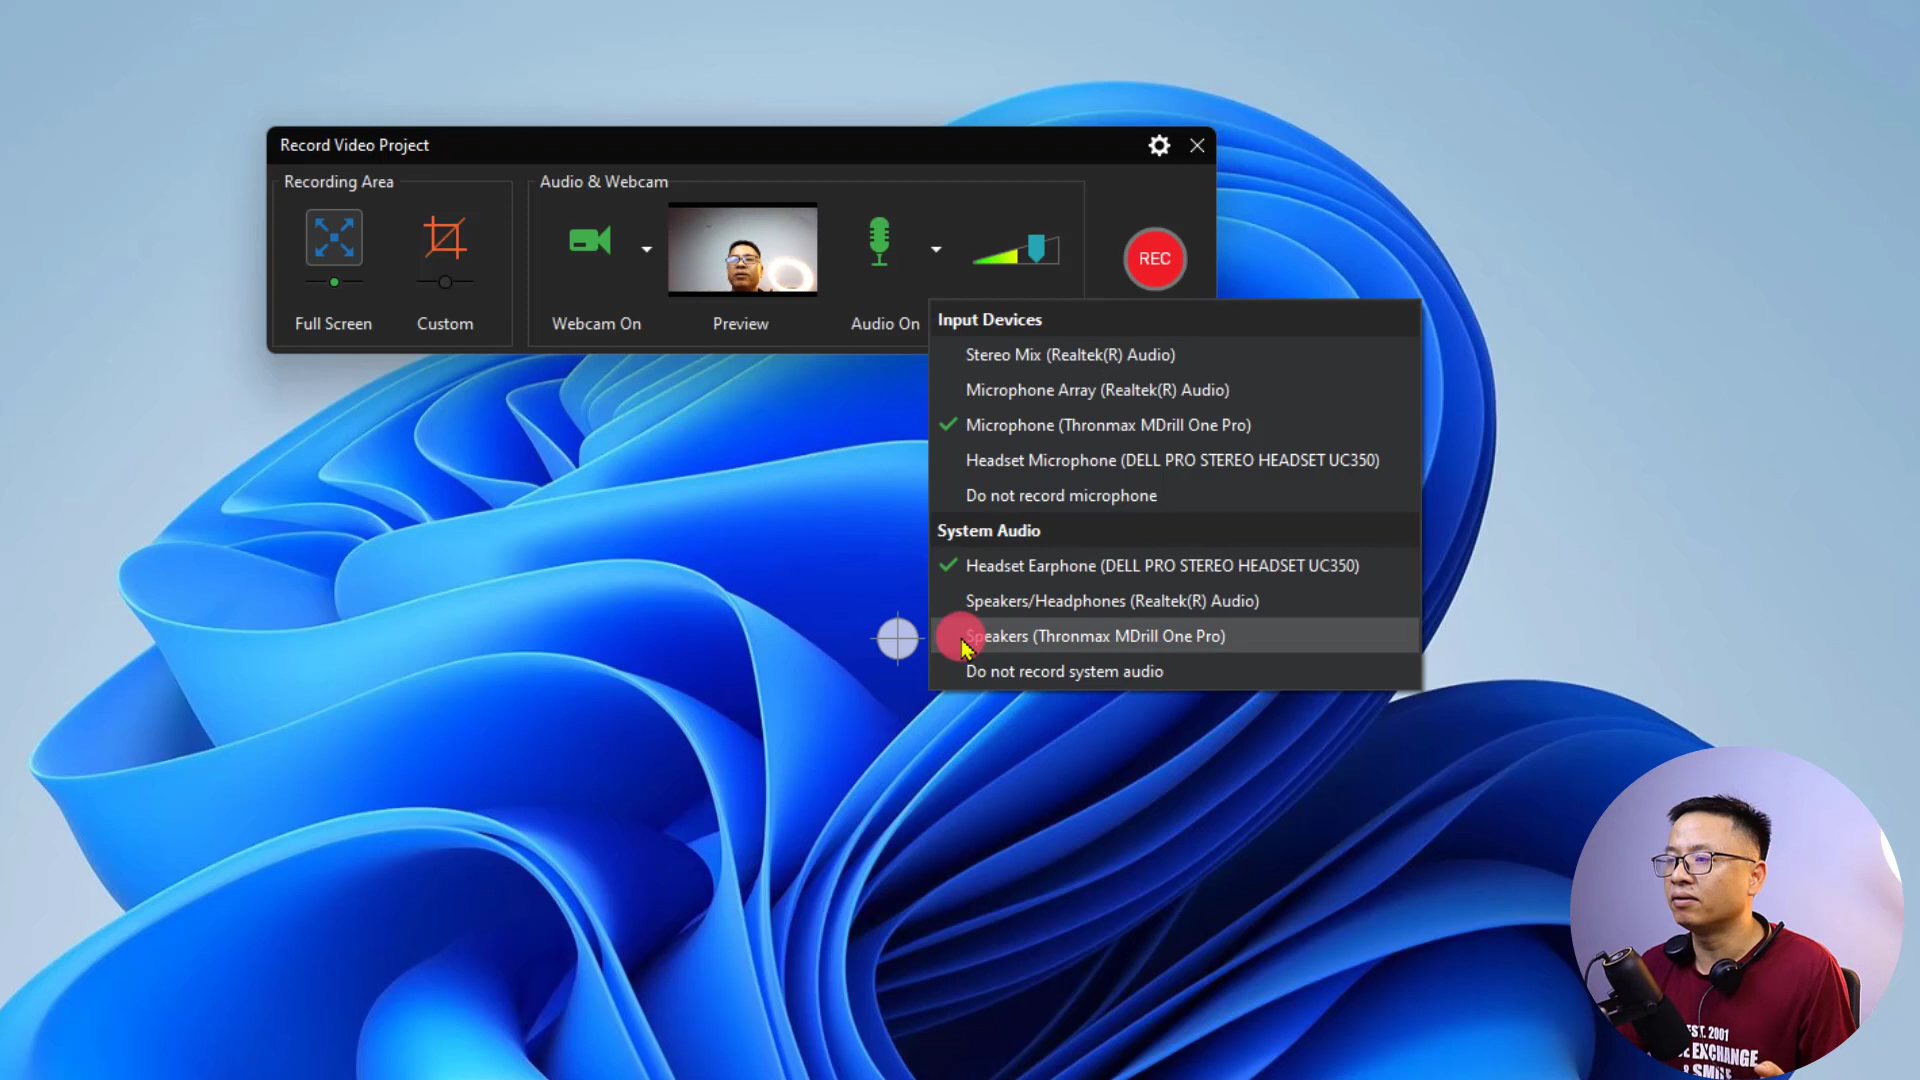 Record Video Project
Recording Area
Audio & Webcam
REC
Full Screen
Custom
Webcam On
Preview
Audio On
Input Devices
Stereo Mix (Realtek(R) Audio)
Microphone Array (Realtek(R) Audio)
Microphone (Thronmax MDrill One Pro)
Headset Microphone (DELL PRO STEREO HEADSET UC350)
Do not record microphone
System Audio
Headset Earphone (DELL PRO STEREO HEADSET UC350)
Speakers/Headphones (Realtek(R) Audio)
Speakers (Thronmax MDrill One Pro)
Do not record system audio
EST. 2001
EXCHANGE
&